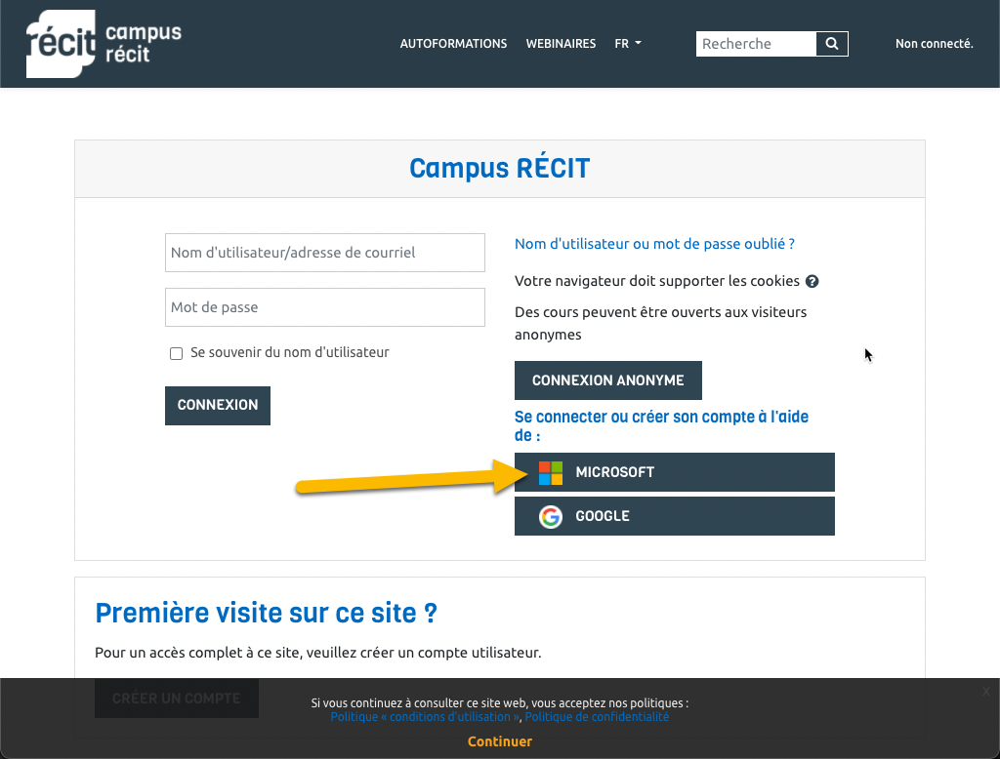 récit campus
récit
AUTOFORMATIONS WEBINAIRES FR Recherche Non connecté.
Campus RÉCIT
Nom d'utilisateur/adresse de courriel
Mot de passe
Se souvenir du nom d'utilisateur
CONNEXION
Nom d'utilisateur ou mot de passe oublié ?
Votre navigateur doit supporter les cookies ?
Des cours peuvent être ouverts aux visiteurs
anonymes
CONNEXION ANONYME
Se connecter ou créer son compte à l'aide
de :
MICROSOFT
G GOOGLE
Première visite sur ce site ?
Pour un accès complet à ce site, veuillez créer un compte utilisateur.
CRÉER UN COMPTE
x
Si vous continuez à consulter ce site web, vous acceptez nos politiques :
Politique « conditions d'utilisation », Politique de confidentialité
Continuer